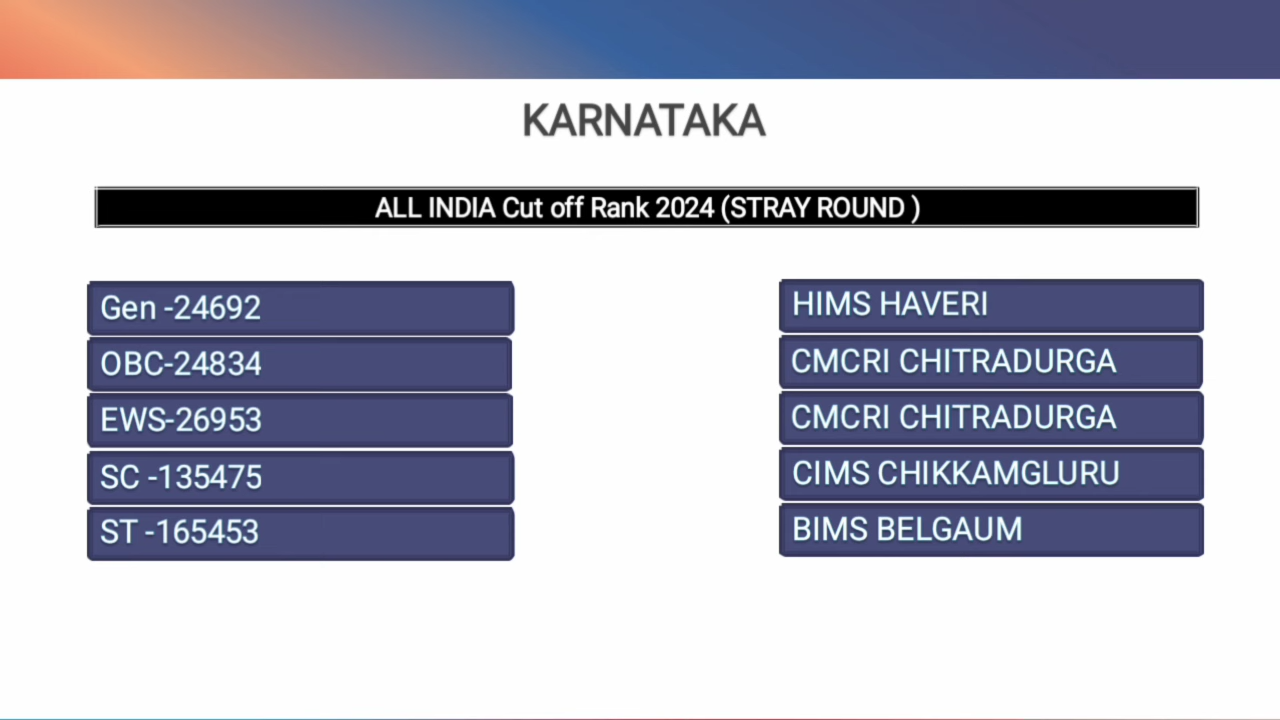 KARNATAKA
ALL INDIA Cut off Rank 2024 (STRAY ROUND )
Gen -24692
HIMS HAVERI
OBC-24834
CMCRI CHITRADURGA
EWS-26953
CMCRI CHITRADURGA
SC -135475
CIMS CHIKKAMGLURU
ST -165453
BIMS BELGAUM